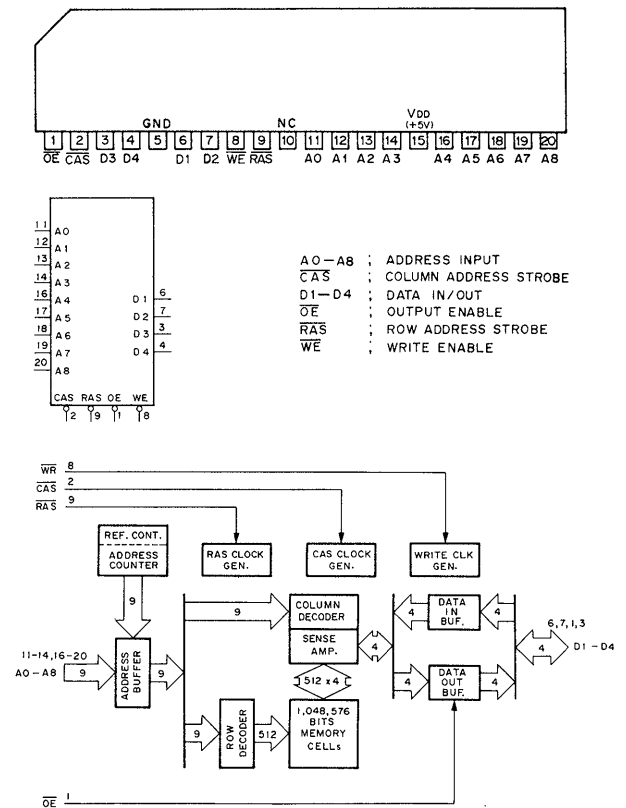 GND NC VDD (+5V)
1 2 3 4 5 6 7 8 9 10 11 12 13 14 15 16 17 18 19 20
OE CAS D3 D4 D1 D2 WE RAS A0 A1 A2 A3 A4 A5 A6 A7 A8
11 A0
12 A1
13 A2
14 A3
16 A4 D1 6
17 A5 D2 7
18 A6 D3 3
19 A7 D4 4
20 A8
CAS RAS OE WE
2 9 1 8
A0-A8 ; ADDRESS INPUT
CAS ; COLUMN ADDRESS STROBE
D1-D4 ; DATA IN/OUT
OE ; OUTPUT ENABLE
RAS ; ROW ADDRESS STROBE
WE ; WRITE ENABLE
WR 8
CAS 2
RAS 9
REF. CONT.
ADDRESS
COUNTER
9
RAS CLOCK
GEN.
CAS CLOCK
GEN.
WRITE CLK
GEN.
11-14,16-20
A0-A8
9
ADDRESS
BUFFER
9
9
COLUMN
DECODER
SENSE
AMP.
4
512 x4
9
ROW
DECODER
512
1,048,576
BITS
MEMORY
CELLs
4
DATA
IN
BUF.
4
4
DATA
OUT
BUF.
4
6,7,1,3
4
D1-D4
OE 1